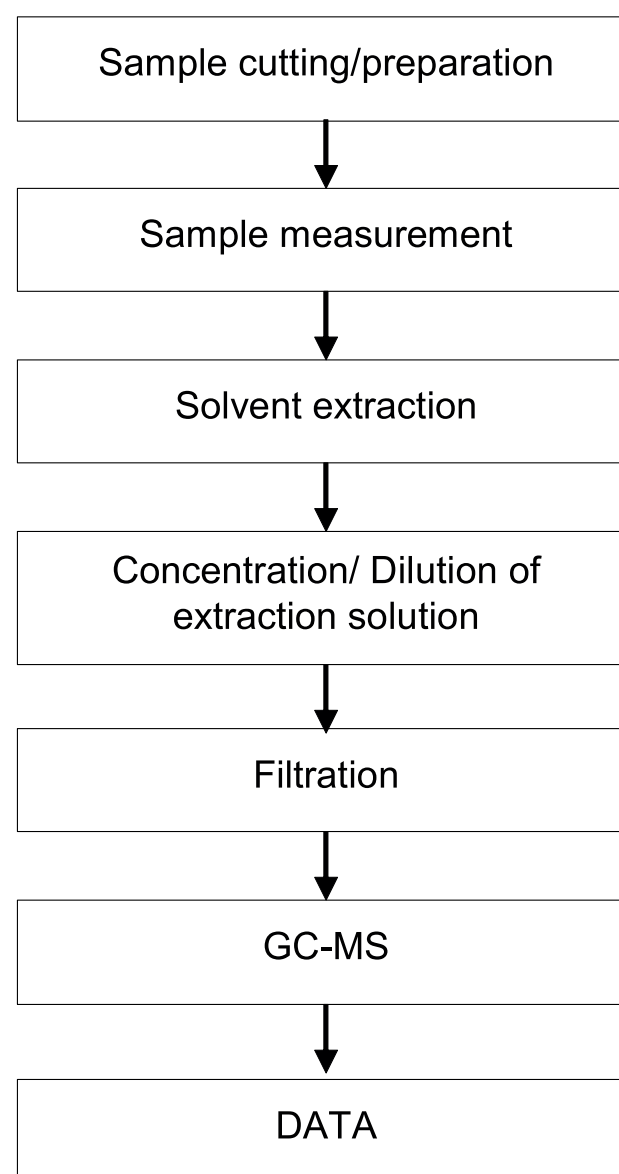 Sample cutting/preparation
Sample measurement
Solvent extraction
Concentration/ Dilution of
extraction solution
Filtration
GC-MS
DATA